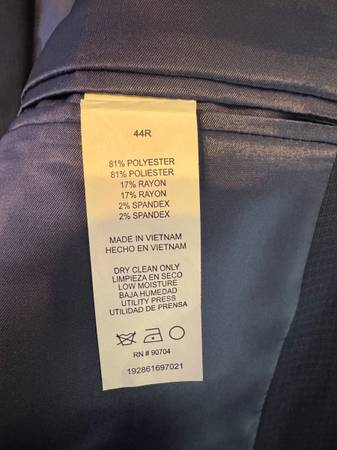 44R
81% POLYESTER
81% POLIESTER
17% RAYON
17% RAYON
2% SPANDEX
2% SPANDEX
MADE IN VIETNAM
HECHO EN VIETNAM
DRY CLEAN ONLY
LIMPIEZA EN SECO
LOW MOISTURE
BAJA HUMEDAD
UTILITY PRESS
UTILIDAD DE PRENSA
RN # 90704
192861697021